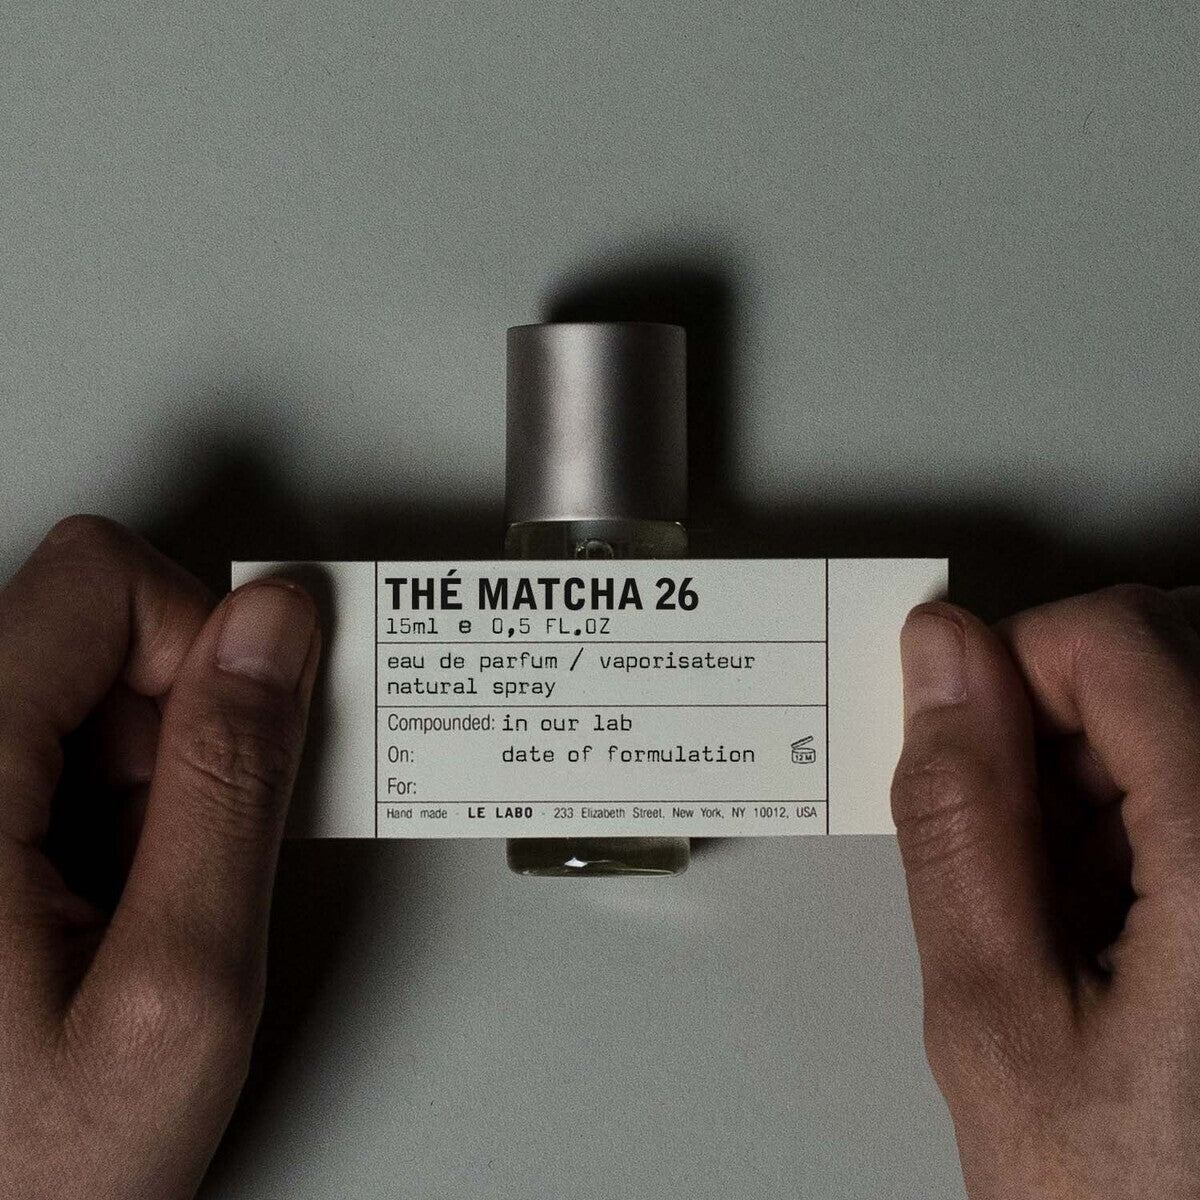 THÉ MATCHA 26
15ml e 0,5 FL.OZ
eau de parfum / vaporisateur
natural spray
Compounded: in our lab
On: date of formulation
12 M
For:
Hand made - LE LABO - 233 Elizabeth Street, New York, NY 10012, USA